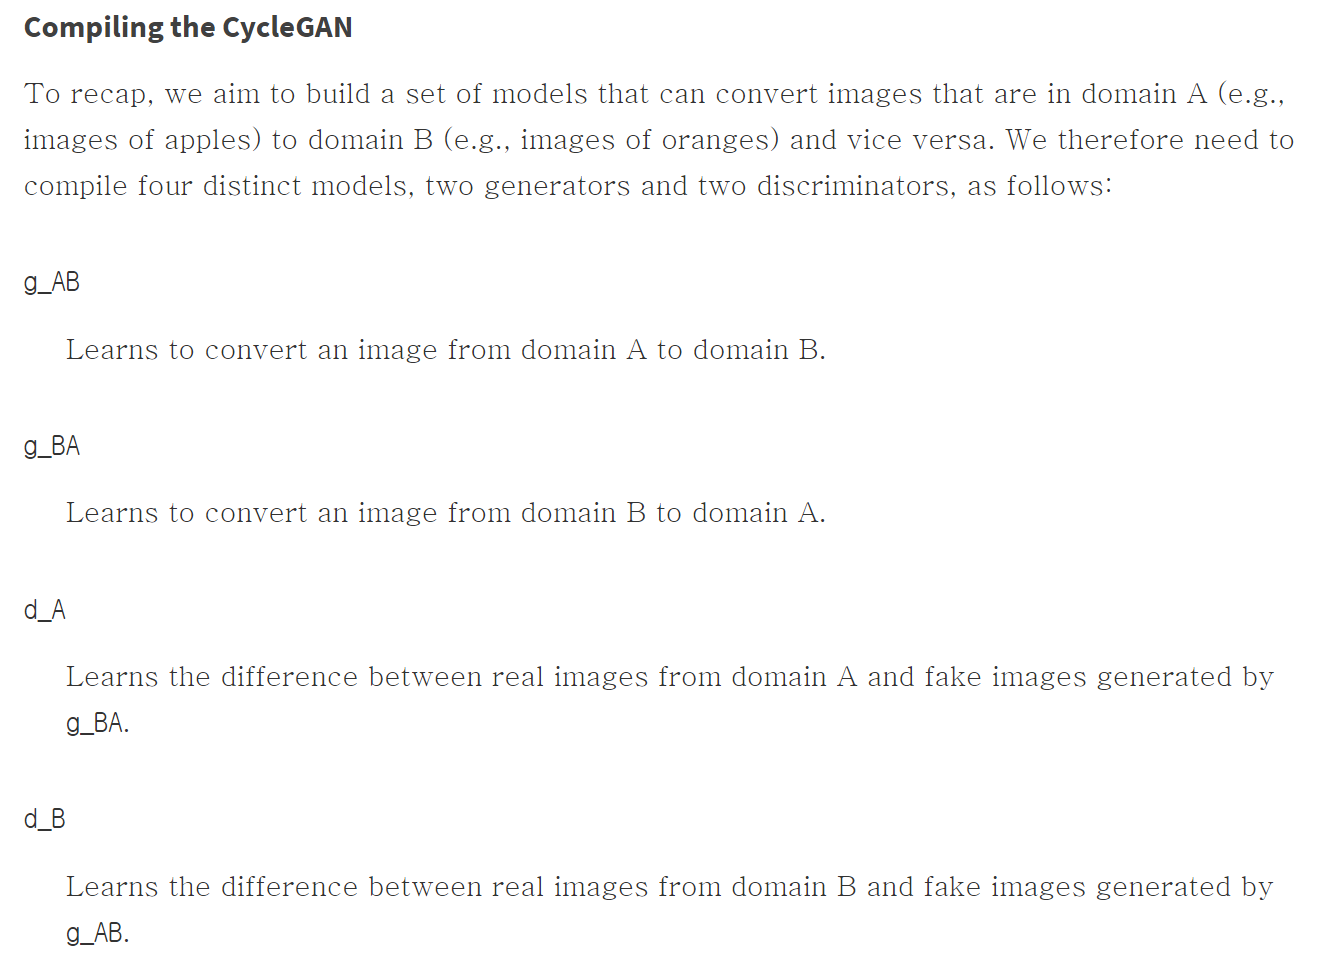 Compiling the CycleGAN
To recap, we aim to build a set of models that can convert images that are in domain A (e.g.,
images of apples) to domain B (e.g., images of oranges) and vice versa. We therefore need to
compile four distinct models, two generators and two discriminators, as follows:
g_AB
Learns to convert an image from domain A to domain B.
g_BA
Learns to convert an image from domain B to domain A.
d_A
Learns the difference between real images from domain A and fake images generated by
g_BA.
d_B
Learns the difference between real images from domain B and fake images generated by
g_AB.